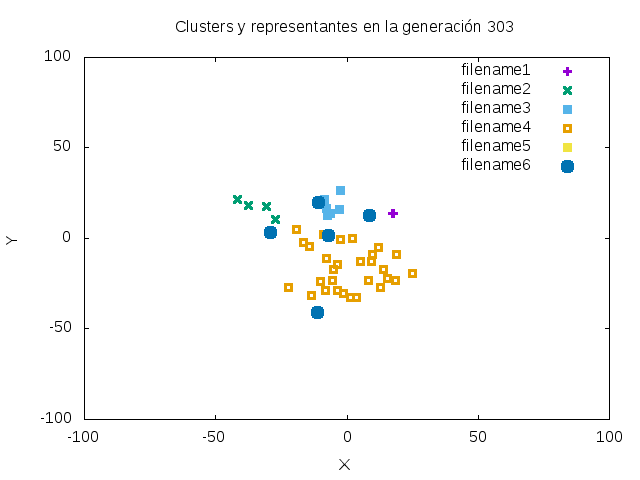 Clusters y representantes en la generación 303
100
50
0
-50
-100
-100
-50
0
50
100
Y
X
filename1
filename2
filename3
filename4
filename5
filename6